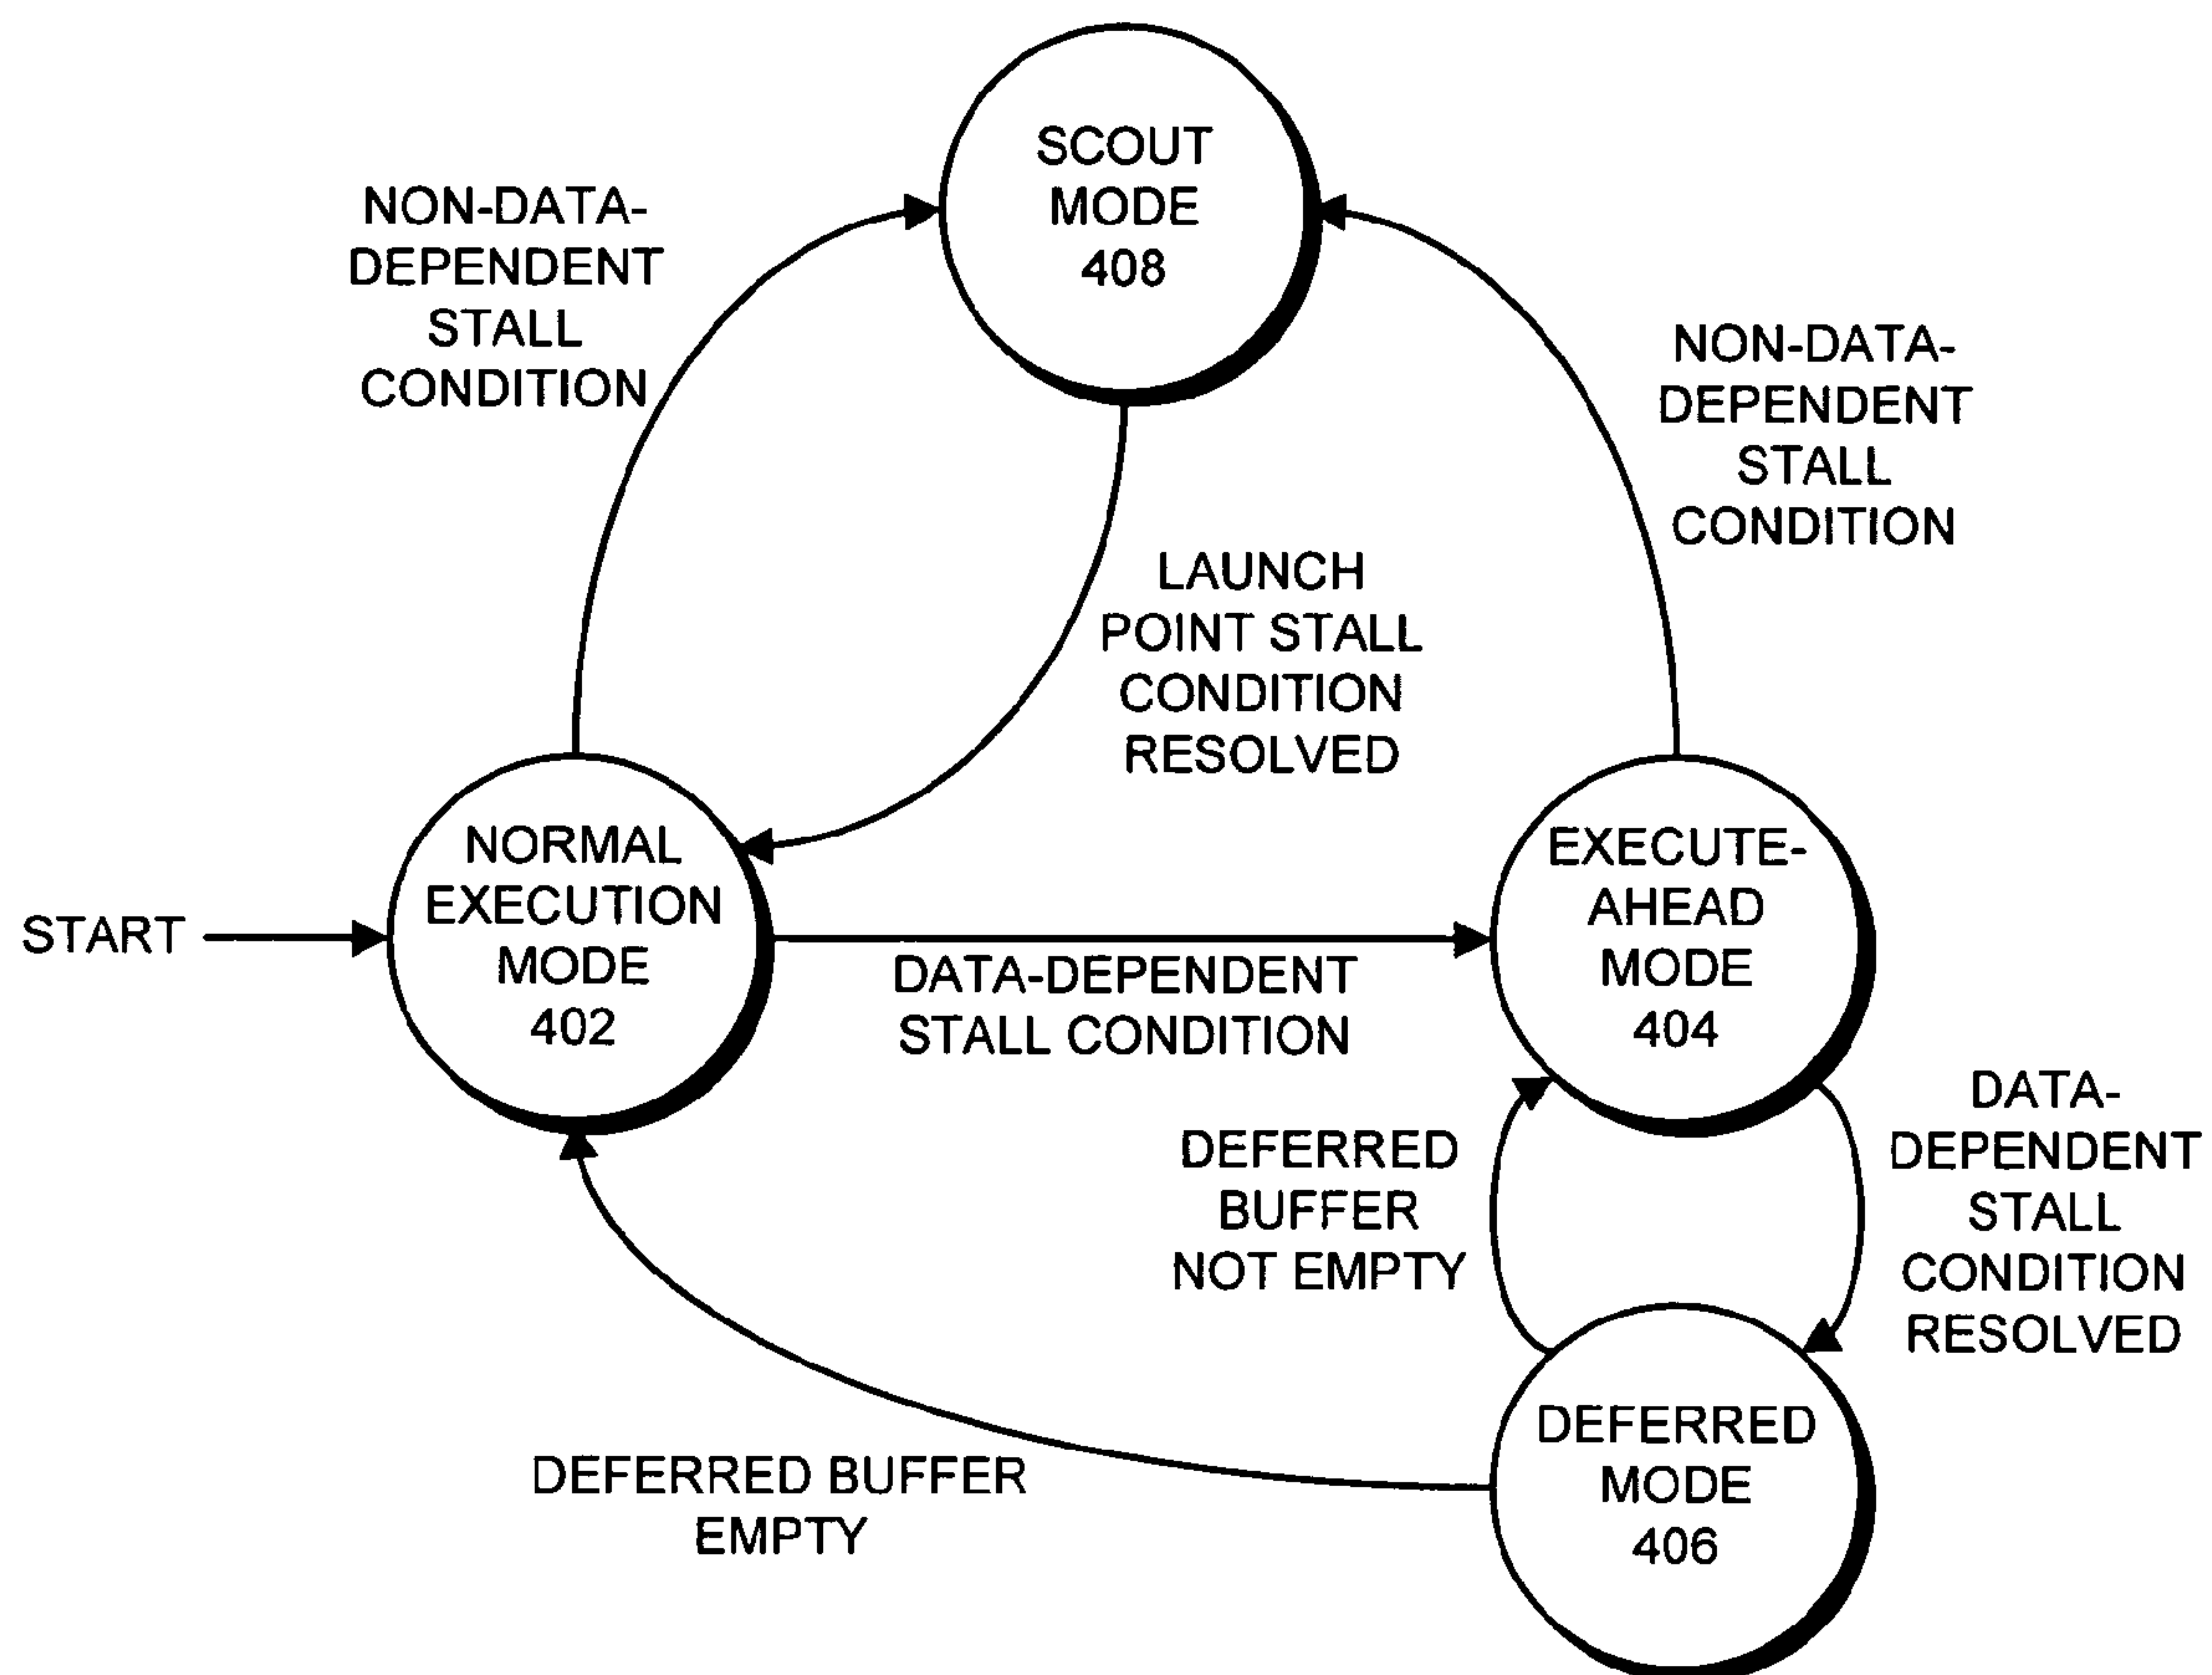 SCOUT
MODE
408
NON-DATA-
DEPENDENT
STALL
CONDITION
NON-DATA-
DEPENDENT
STALL
CONDITION
LAUNCH
POINT STALL
CONDITION
RESOLVED
START
NORMAL
EXECUTION
MODE
402
DATA-DEPENDENT
STALL CONDITION
EXECUTE-
AHEAD
MODE
404
DEFERRED
BUFFER
NOT EMPTY
DATA-
DEPENDENT
STALL
CONDITION
RESOLVED
DEFERRED BUFFER
EMPTY
DEFERRED
MODE
406